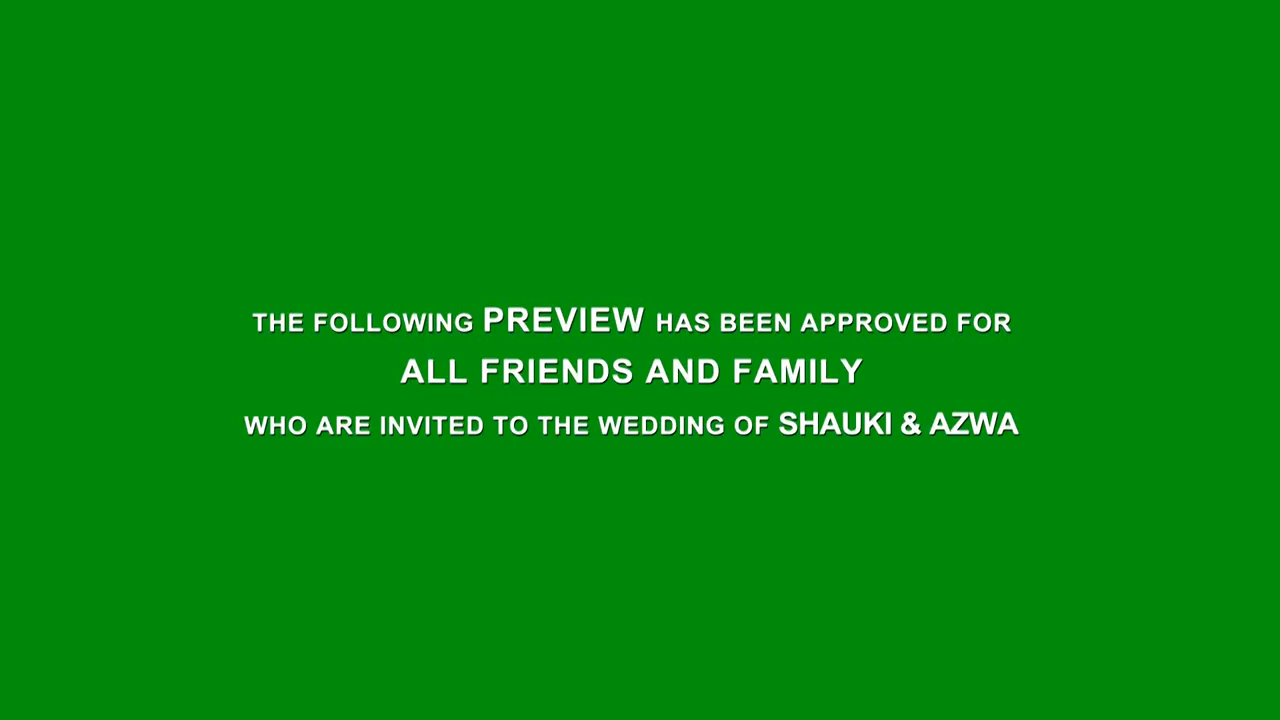 THE FOLLOWING PREVIEW HAS BEEN APPROVED FOR
ALL FRIENDS AND FAMILY
WHO ARE INVITED TO THE WEDDING OF SHAUKI & AZWA